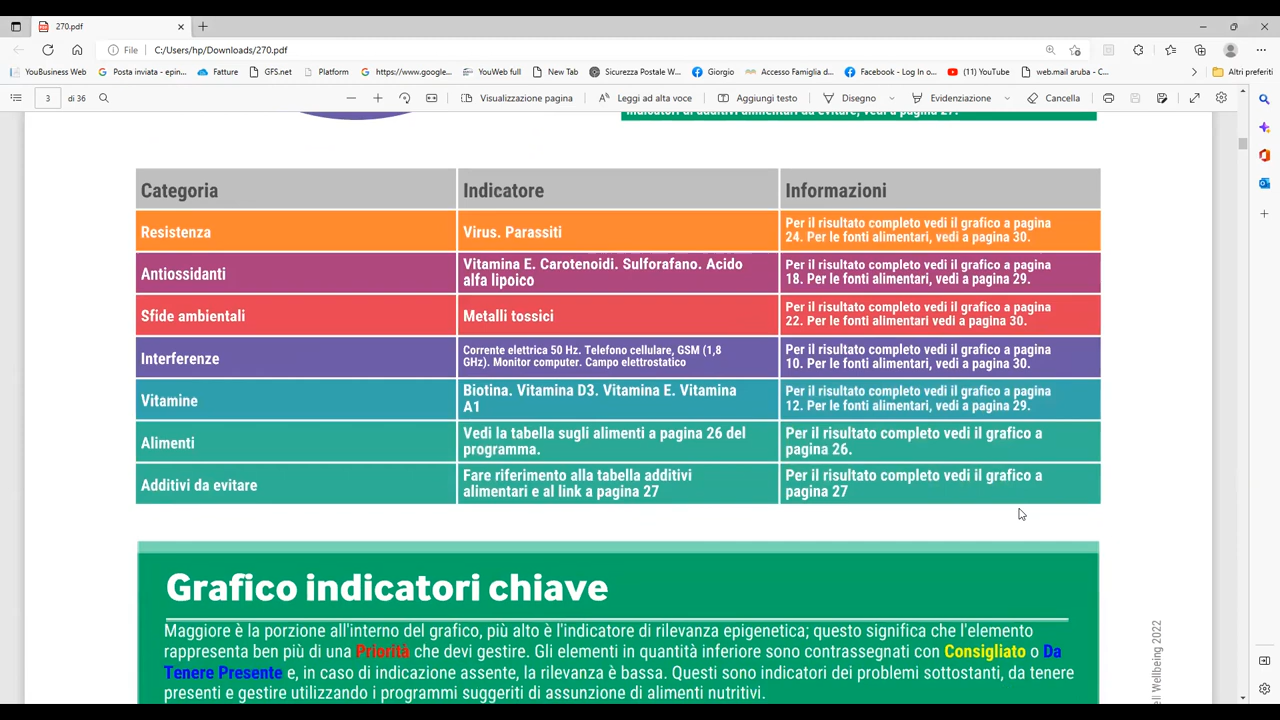 270.pdf
File C:/Users/hp/Downloads/270.pdf
YouBusiness Web Posta inviata - epin... Fatture GFS.net Platform https://www.google... YouWeb full New Tab Sicurezza Postale W... Giorgio Accesso Famiglia d... Facebook - Log In o... (11) YouTube web.mail aruba - C... Altri preferiti
3 di 36 Visualizzazione pagina Leggi ad alta voce Aggiungi testo Disegno Evidenziazione Cancella
indicatori di additivi alimentari da evitare, vedi a pagina 27.
Categoria Indicatore Informazioni
Resistenza
Virus. Parassiti
Per il risultato completo vedi il grafico a pagina
24. Per le fonti alimentari, vedi a pagina 30.
Antiossidanti
Vitamina E. Carotenoidi. Sulforafano. Acido
alfa lipoico
Per il risultato completo vedi il grafico a pagina
18. Per le fonti alimentari, vedi a pagina 29.
Sfide ambientali
Metalli tossici
Per il risultato completo vedi il grafico a pagina
22. Per le fonti alimentari vedi a pagina 30.
Interferenze
Corrente elettrica 50 Hz. Telefono cellulare, GSM (1,8
GHz). Monitor computer. Campo elettrostatico
Per il risultato completo vedi il grafico a pagina
10. Per le fonti alimentari, vedi a pagina 30.
Vitamine
Biotina. Vitamina D3. Vitamina E. Vitamina
A1
Per il risultato completo vedi il grafico a pagina
12. Per le fonti alimentari, vedi a pagina 29.
Alimenti
Vedi la tabella sugli alimenti a pagina 26 del
programma.
Per il risultato completo vedi il grafico a
pagina 26.
Additivi da evitare
Fare riferimento alla tabella additivi
alimentari e al link a pagina 27
Per il risultato completo vedi il grafico a
pagina 27
Grafico indicatori chiave
Maggiore è la porzione all'interno del grafico, più alto è l'indicatore di rilevanza epigenetica; questo significa che l'elemento
rappresenta ben più di una Priorità che devi gestire. Gli elementi in quantità inferiore sono contrassegnati con Consigliato o Da
Tenere Presente e, in caso di indicazione assente, la rilevanza è bassa. Questi sono indicatori dei problemi sottostanti, da tenere
presenti e gestire utilizzando i programmi suggeriti di assunzione di alimenti nutritivi.
ell Wellbeing 2022